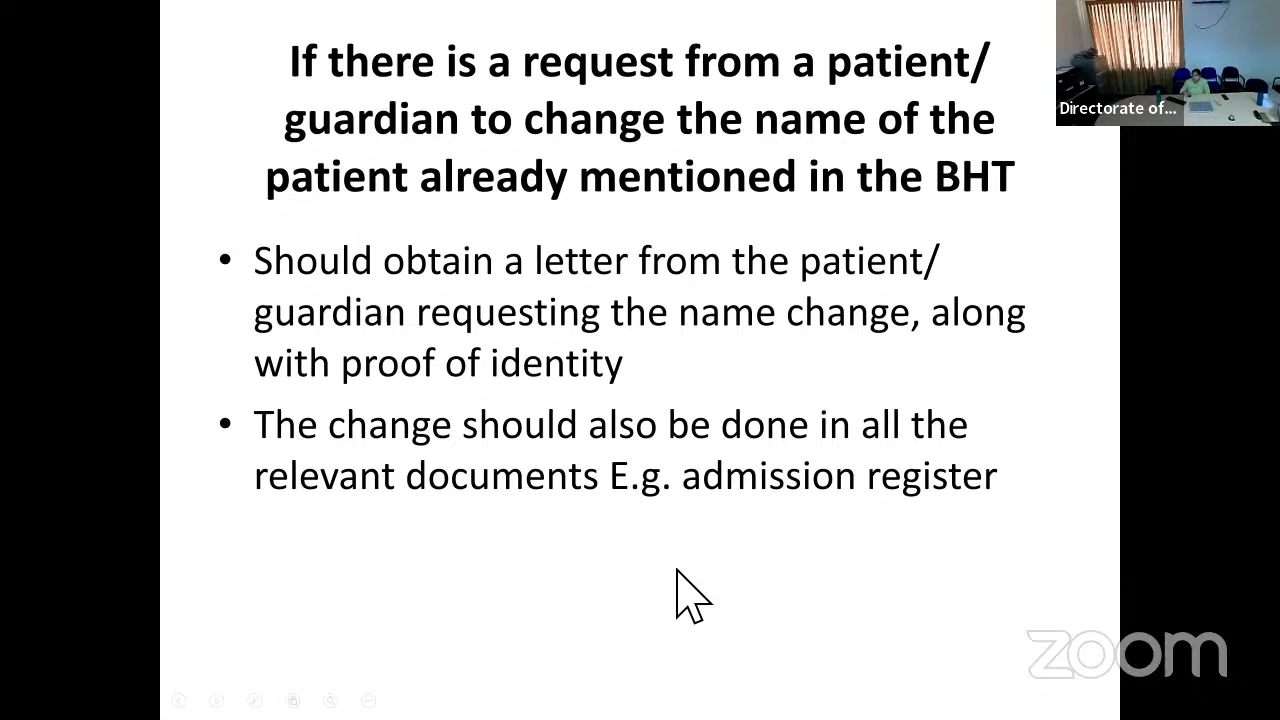 If there is a request from a patient/
guardian to change the name of the
patient already mentioned in the BHT
• Should obtain a letter from the patient/
guardian requesting the name change, along
with proof of identity
• The change should also be done in all the
relevant documents E.g. admission register
Directorate of...
zoom